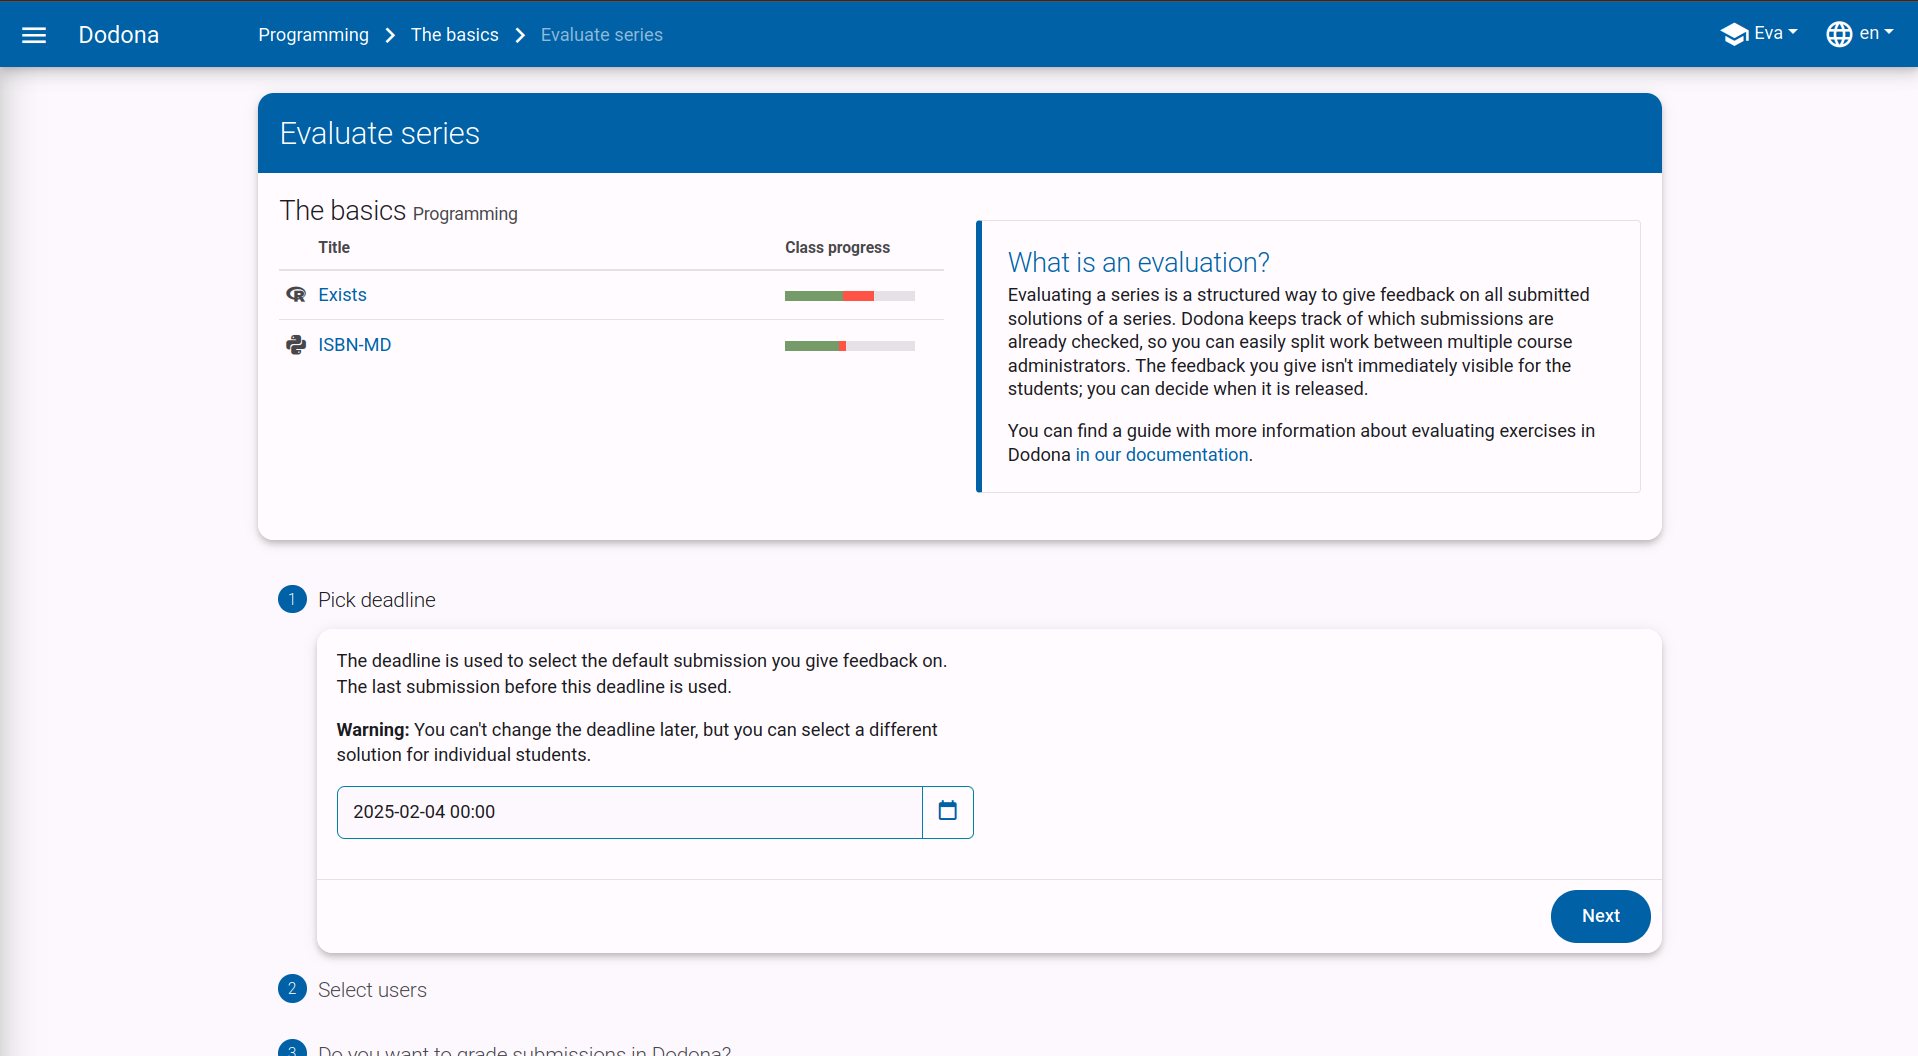 Dodona
Programming > The basics > Evaluate series
Eva
en
Evaluate series
The basics Programming
Title Class progress
Exists
ISBN-MD
What is an evaluation?
Evaluating a series is a structured way to give feedback on all submitted
solutions of a series. Dodona keeps track of which submissions are
already checked, so you can easily split work between multiple course
administrators. The feedback you give isn't immediately visible for the
students; you can decide when it is released.
You can find a guide with more information about evaluating exercises in
Dodona in our documentation.
1 Pick deadline
The deadline is used to select the default submission you give feedback on.
The last submission before this deadline is used.
Warning: You can't change the deadline later, but you can select a different
solution for individual students.
2025-02-04 00:00
Next
2 Select users
3 Do you want to grade submissions in Dodona?